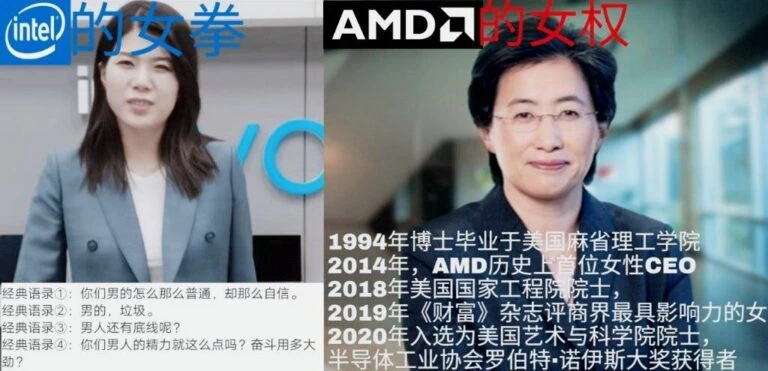 intel 的女拳
AMD 的女权
经典语录①：你们男的怎么那么普通，却那么自信。
经典语录②：男的，垃圾。
经典语录③：男人还有底线呢？
经典语录④：你们男人的精力就这么点吗？奋斗用多大
劲？
1994年博士毕业于美国麻省理工学院
2014年，AMD历史上首位女性CEO
2018年美国国家工程院院士，
2019年《财富》杂志评商界最具影响力的女
2020年入选为美国艺术与科学院院士，
半导体工业协会罗伯特·诺伊斯大奖获得者